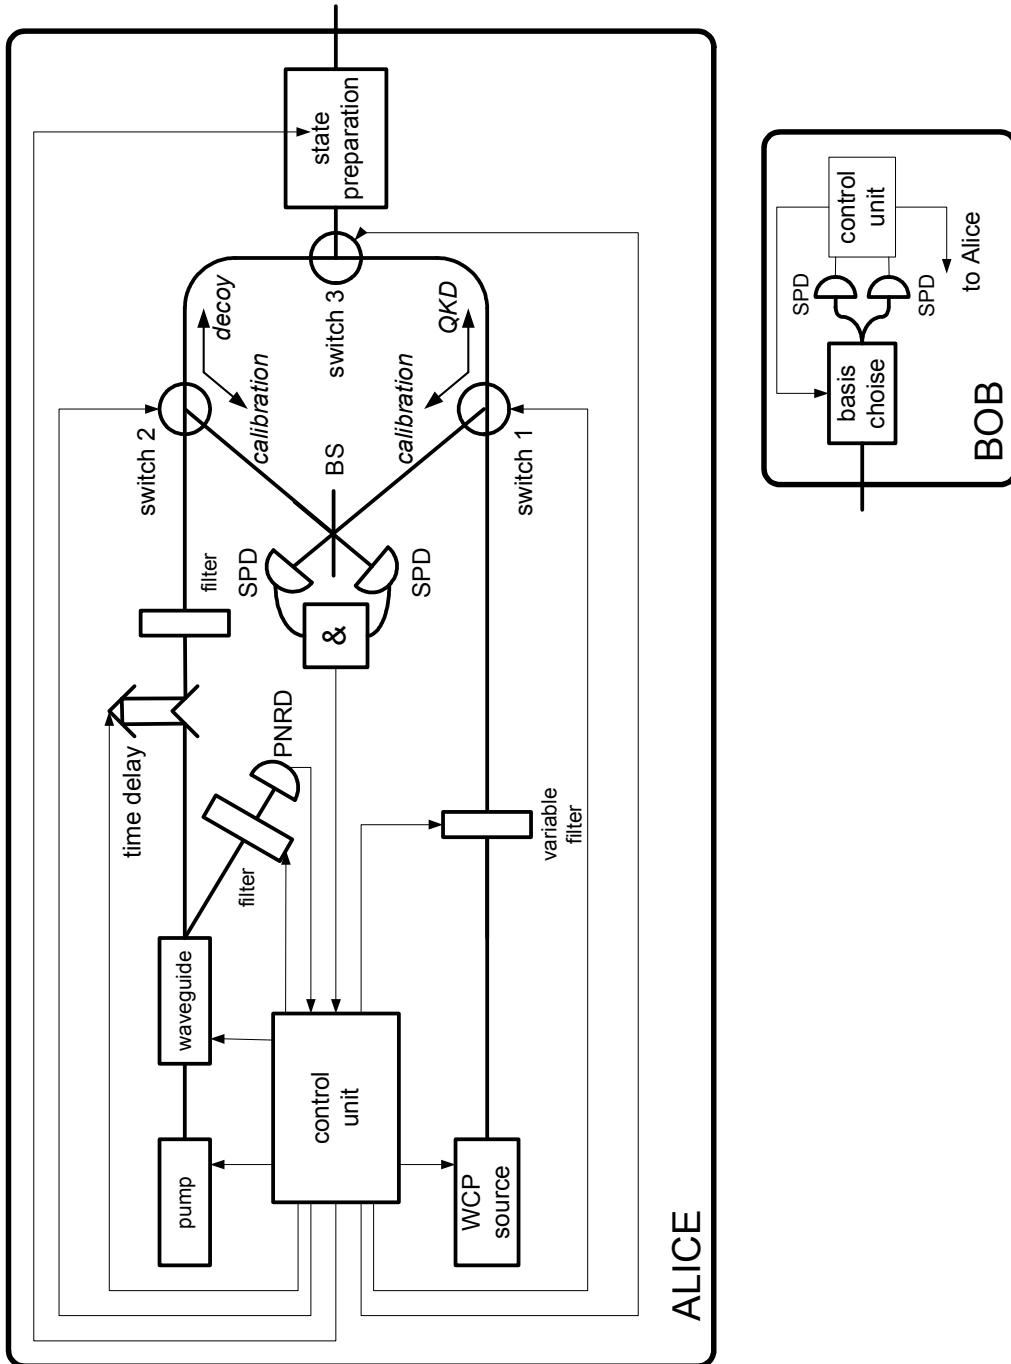 pump
waveguide
time delay
filter
switch 2
decoy
calibration
filter
PNRD
SPD
BS
&
SPD
control
unit
switch 3
state
preparation
calibration
QKD
switch 1
variable
filter
WCP
source
ALICE
SPD
SPD
control
unit
to Alice
basis
choise
BOB